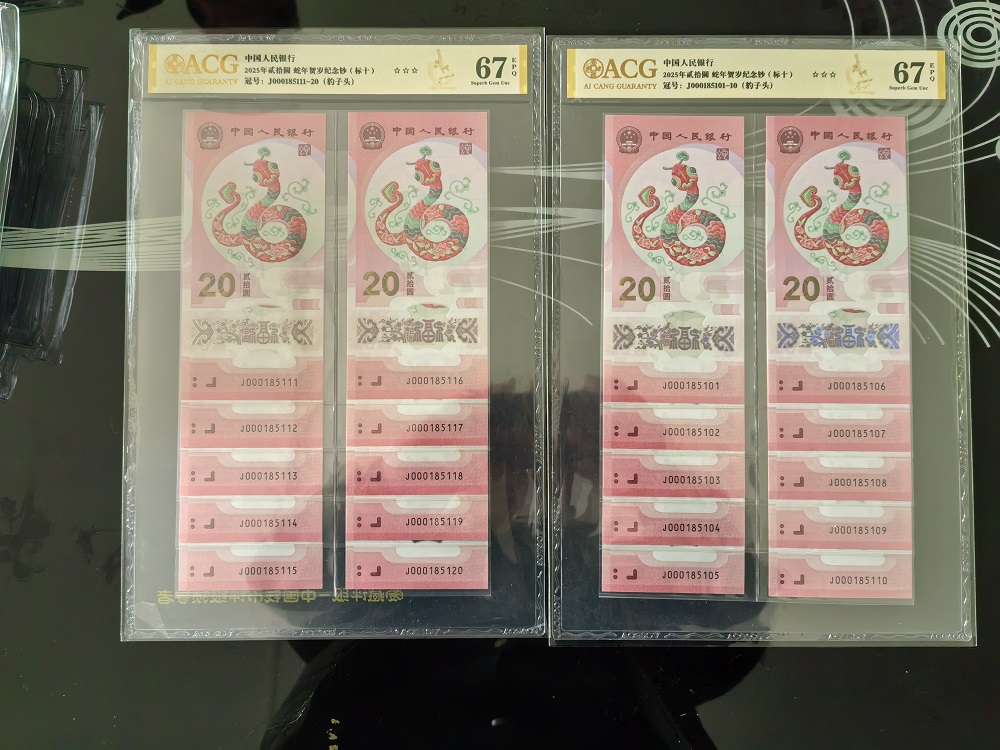 ACG
AI CANG GUARANTY
中国人民银行
2025年贰拾圆 蛇年贺岁纪念钞（标十）
冠号：J000185111-20（豹子头）
☆☆☆
67
EPQ
Superb Gem Unc
中国人民银行
20
贰拾圆
J000185111
J000185112
J000185113
J000185114
J000185115
中国人民银行
20
贰拾圆
J000185116
J000185117
J000185118
J000185119
J000185120
ACG
AI CANG GUARANTY
中国人民银行
2025年贰拾圆 蛇年贺岁纪念钞（标十）
冠号：J000185101-10（豹子头）
☆☆☆
67
EPQ
Superb Gem Unc
中国人民银行
20
贰拾圆
J000185101
J000185102
J000185103
J000185104
J000185105
中国人民银行
20
贰拾圆
J000185106
J000185107
J000185108
J000185109
J000185110